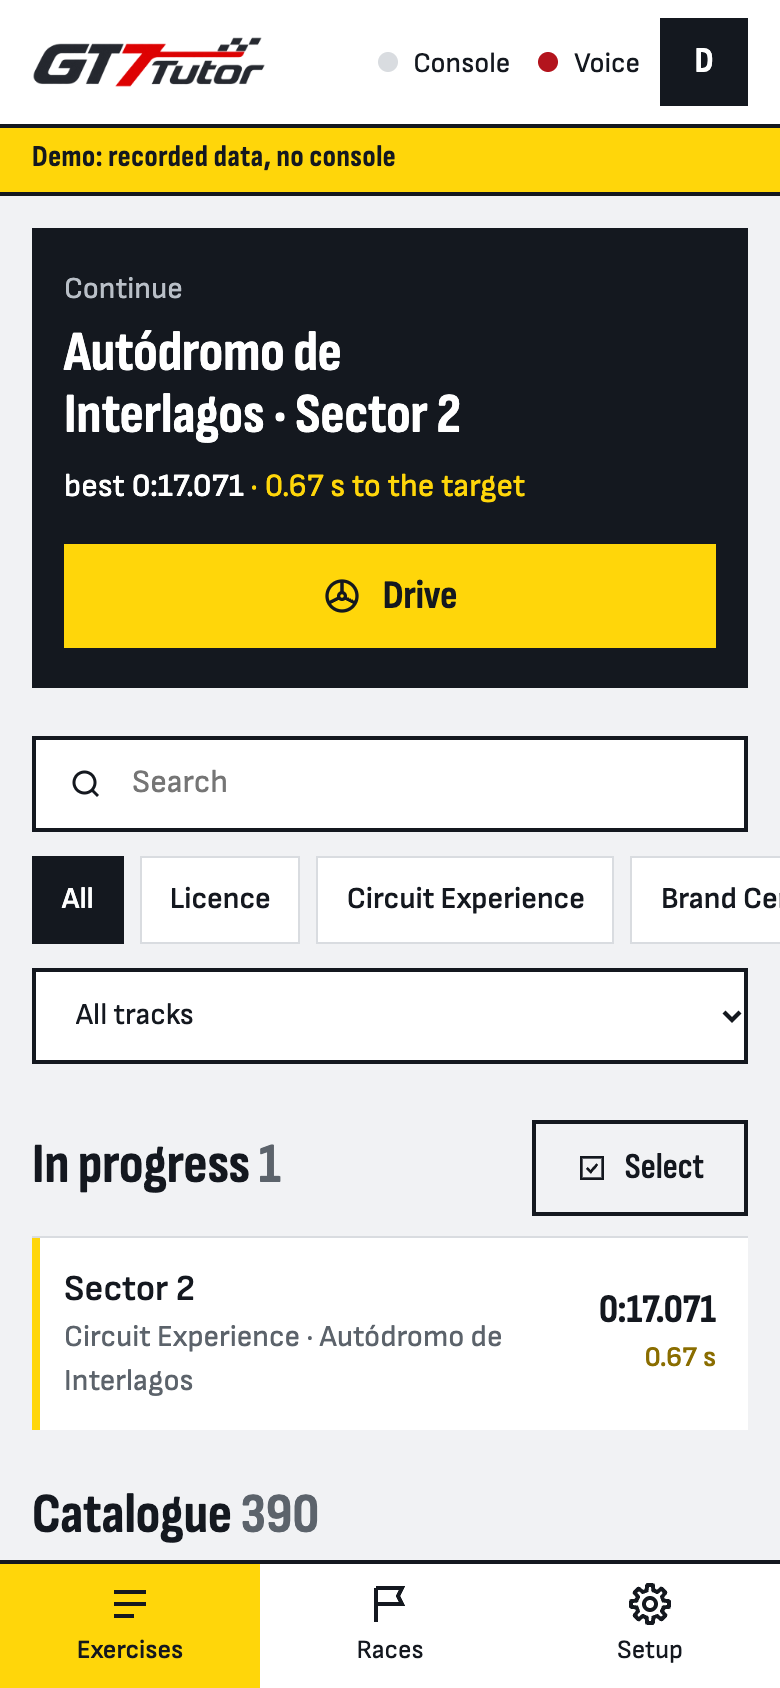 GT7Tutor
Console
Voice
D
Demo: recorded data, no console
Continue
Autódromo de
Interlagos · Sector 2
best 0:17.071 · 0.67 s to the target
Drive
Search
All
Licence
Circuit Experience
Brand Ce
All tracks
In progress 1
Select
Sector 2
Circuit Experience · Autódromo de
Interlagos
0:17.071
0.67 s
Catalogue 390
Exercises
Races
Setup